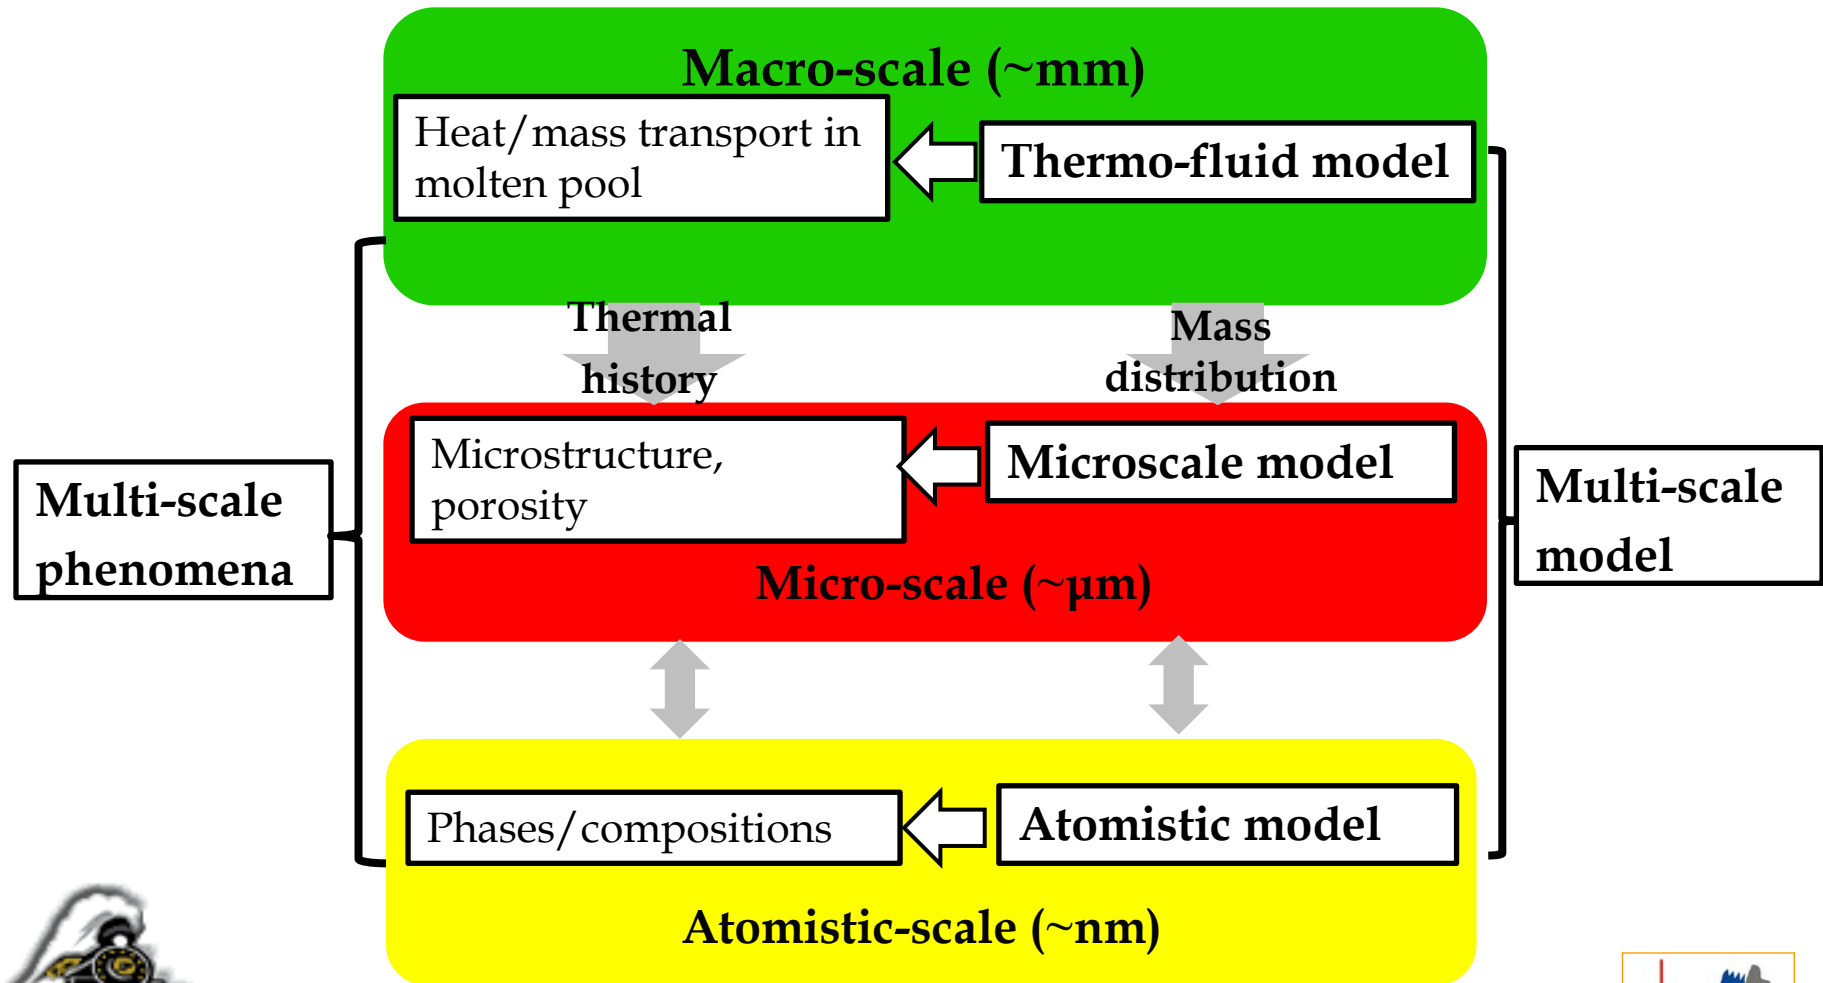 Macro-scale (~mm)
Heat/mass transport in
molten pool
Thermo-fluid model
Thermal
history
Mass
distribution
Multi-scale
phenomena
Microstructure,
porosity
Microscale model
Micro-scale (~μm)
Multi-scale
model
Phases/compositions
Atomistic model
Atomistic-scale (~nm)